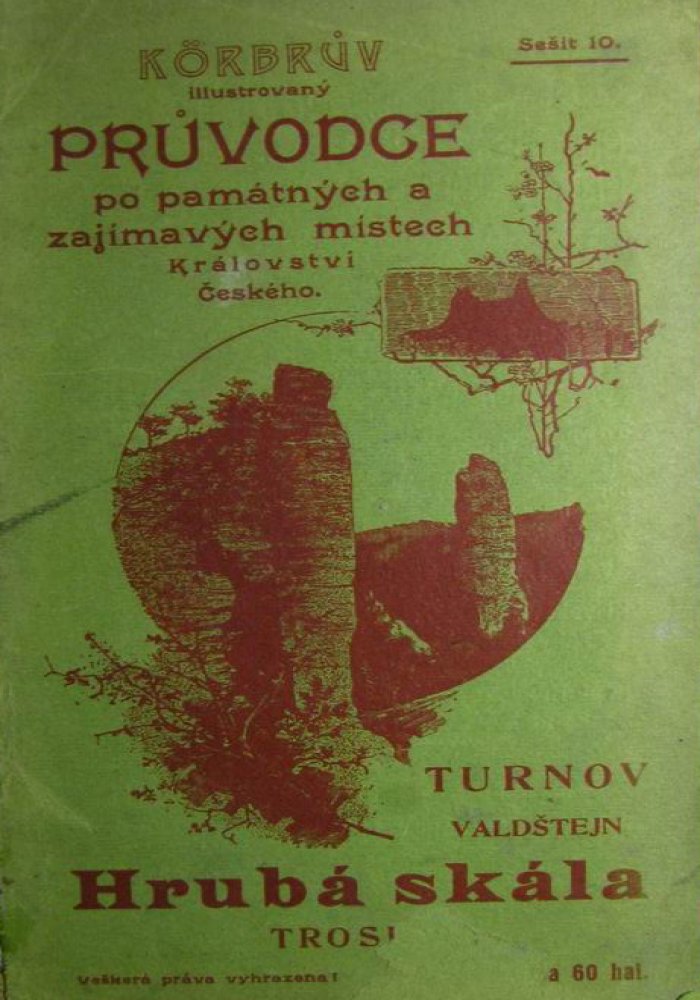 KÖRBRŮV
Sešit 10.
illustrovaný
PRŮVODCE
po památných a
zajímavých místech
Království
Českého.
TURNOV
VALDŠTEJN
Hrubá skála
TROSI
Veškerá práva vyhrazena!
a 60 hal.